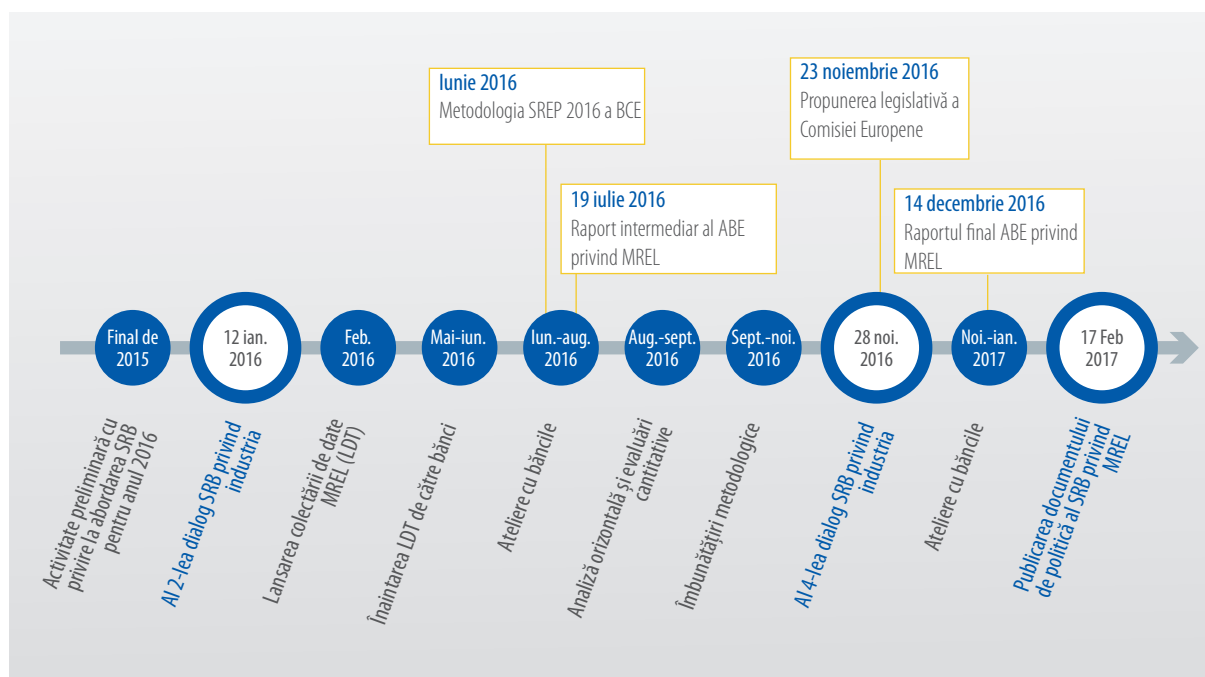 Iunie 2016
Metodologia SREP 2016 a BCE
23 noiembrie 2016
Propunerea legislativă a
Comisiei Europene
19 iulie 2016
Raport intermediar al ABE
privind MREL
14 decembrie 2016
Raportul final ABE privind
MREL
Final de
2015
12 ian.
2016
Feb.
2016
Mai-iun.
2016
Iun.-aug.
2016
Aug.-sept.
2016
Sept.-noi.
2016
28 noi.
2016
Noi.-ian.
2017
17 Feb
2017
Activitate preliminară cu
privire la abordarea SRB
pentru anul 2016
Al 2-lea dialog SRB privind
industria
Lansarea colectării de date
MREL (LDT)
Înaintarea LDT de către bănci
Ateliere cu băncile
Analiză orizontală și evaluări
cantitative
Îmbunătățiri metodologice
Al 4-lea dialog SRB privind
industria
Ateliere cu băncile
Publicarea documentului
de politică al SRB privind
MREL